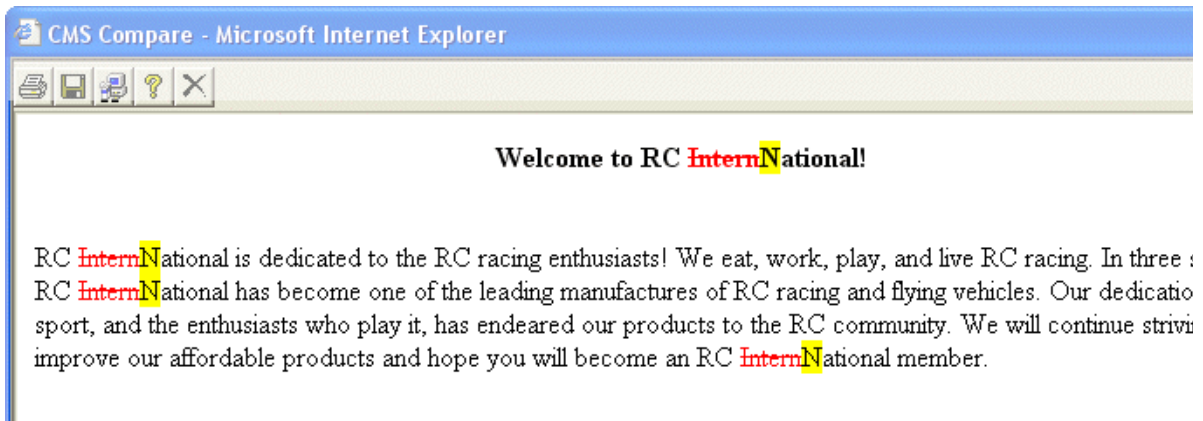 CMS Compare - Microsoft Internet Explorer
Welcome to RC InternNational!
RC InternNational is dedicated to the RC racing enthusiasts! We eat, work, play, and live RC racing. In three
RC InternNational has become one of the leading manufactures of RC racing and flying vehicles. Our
sport, and the enthusiasts who play it, has endeared our products to the RC community. We will continue
improve our affordable products and hope you will become an RC InternNational member.